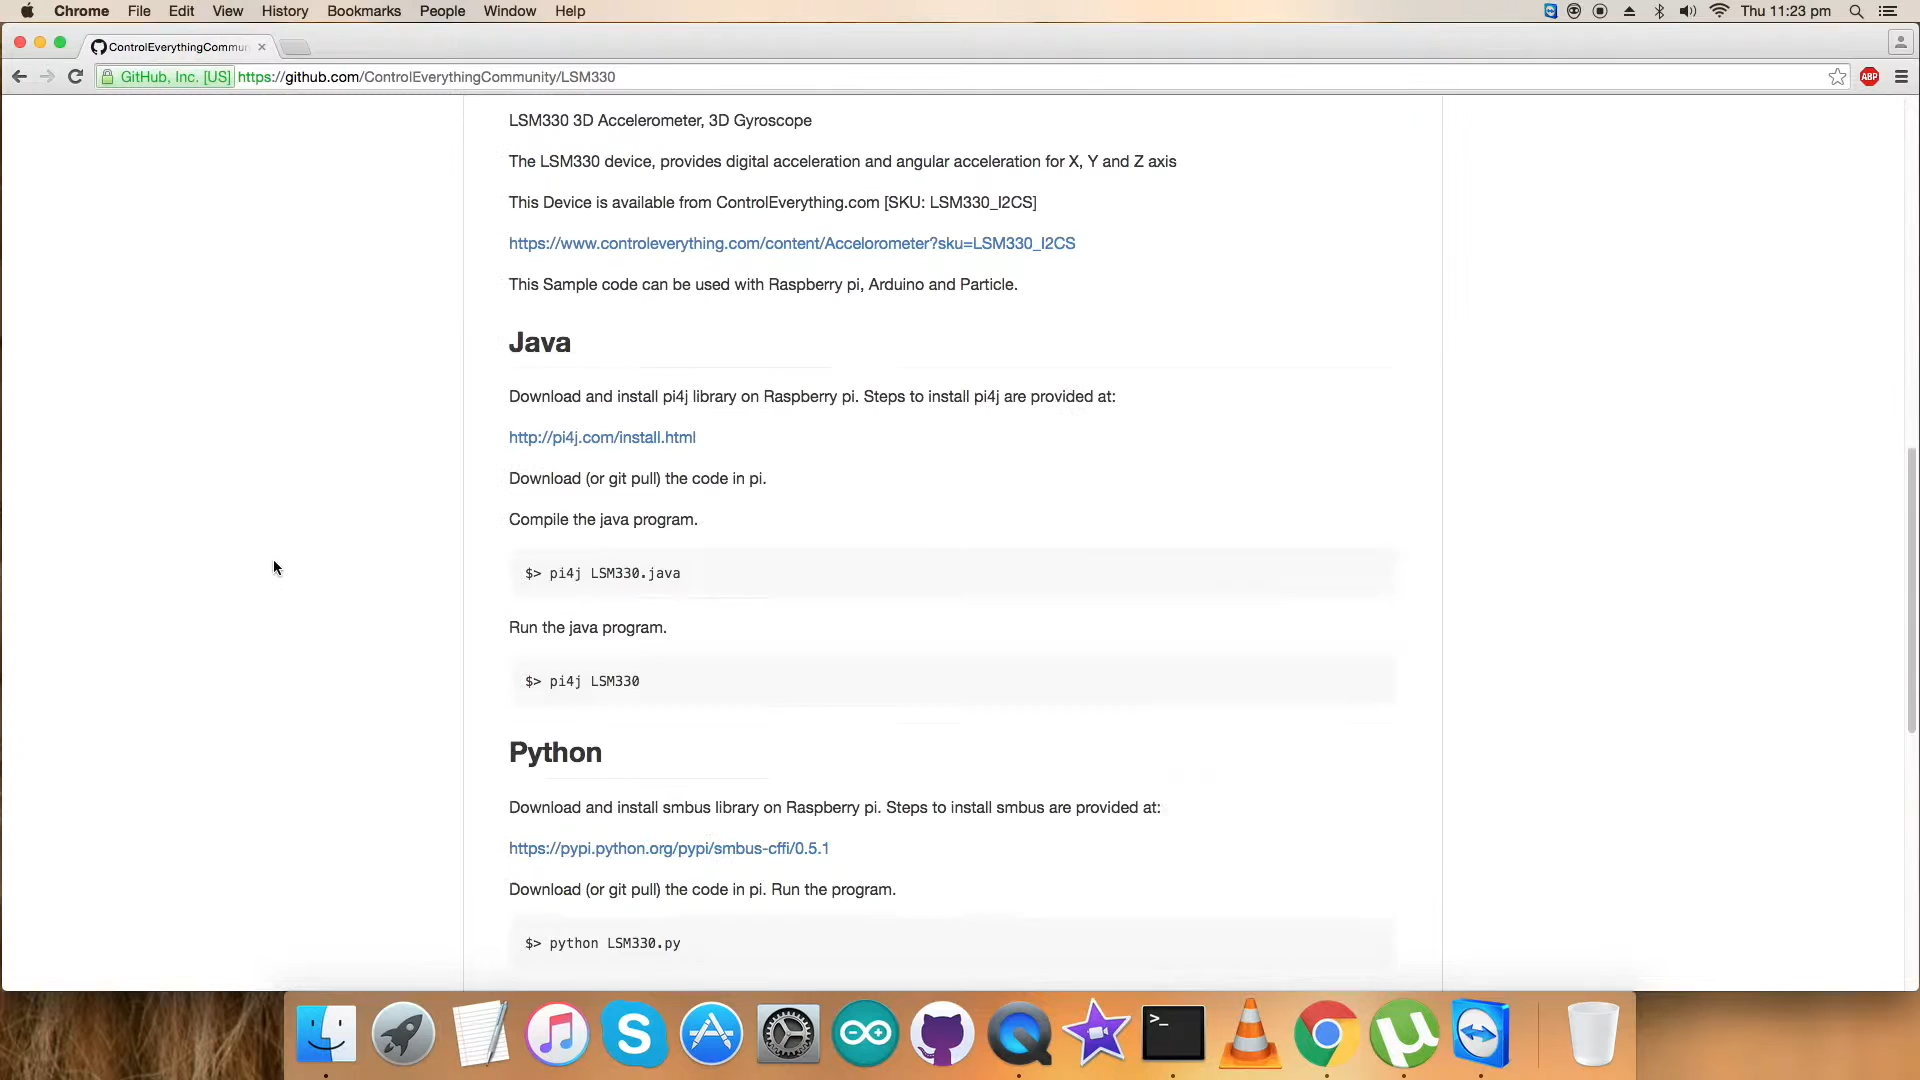 Chrome File Edit View History Bookmarks People Window Help Thu 11:23 pm
ControlEverythingCommun
GitHub, Inc. [US] https://github.com/ControlEverythingCommunity/LSM330 ABP
LSM330 3D Accelerometer, 3D Gyroscope
The LSM330 device, provides digital acceleration and angular acceleration for X, Y and Z axis
This Device is available from ControlEverything.com [SKU: LSM330_I2CS]
https://www.controleverything.com/content/Accelorometer?sku=LSM330_I2CS
This Sample code can be used with Raspberry pi, Arduino and Particle.
Java
Download and install pi4j library on Raspberry pi. Steps to install pi4j are provided at:
http://pi4j.com/install.html
Download (or git pull) the code in pi.
Compile the java program.
$> pi4j LSM330.java
Run the java program.
$> pi4j LSM330
Python
Download and install smbus library on Raspberry pi. Steps to install smbus are provided at:
https://pypi.python.org/pypi/smbus-cffi/0.5.1
Download (or git pull) the code in pi. Run the program.
$> python LSM330.py